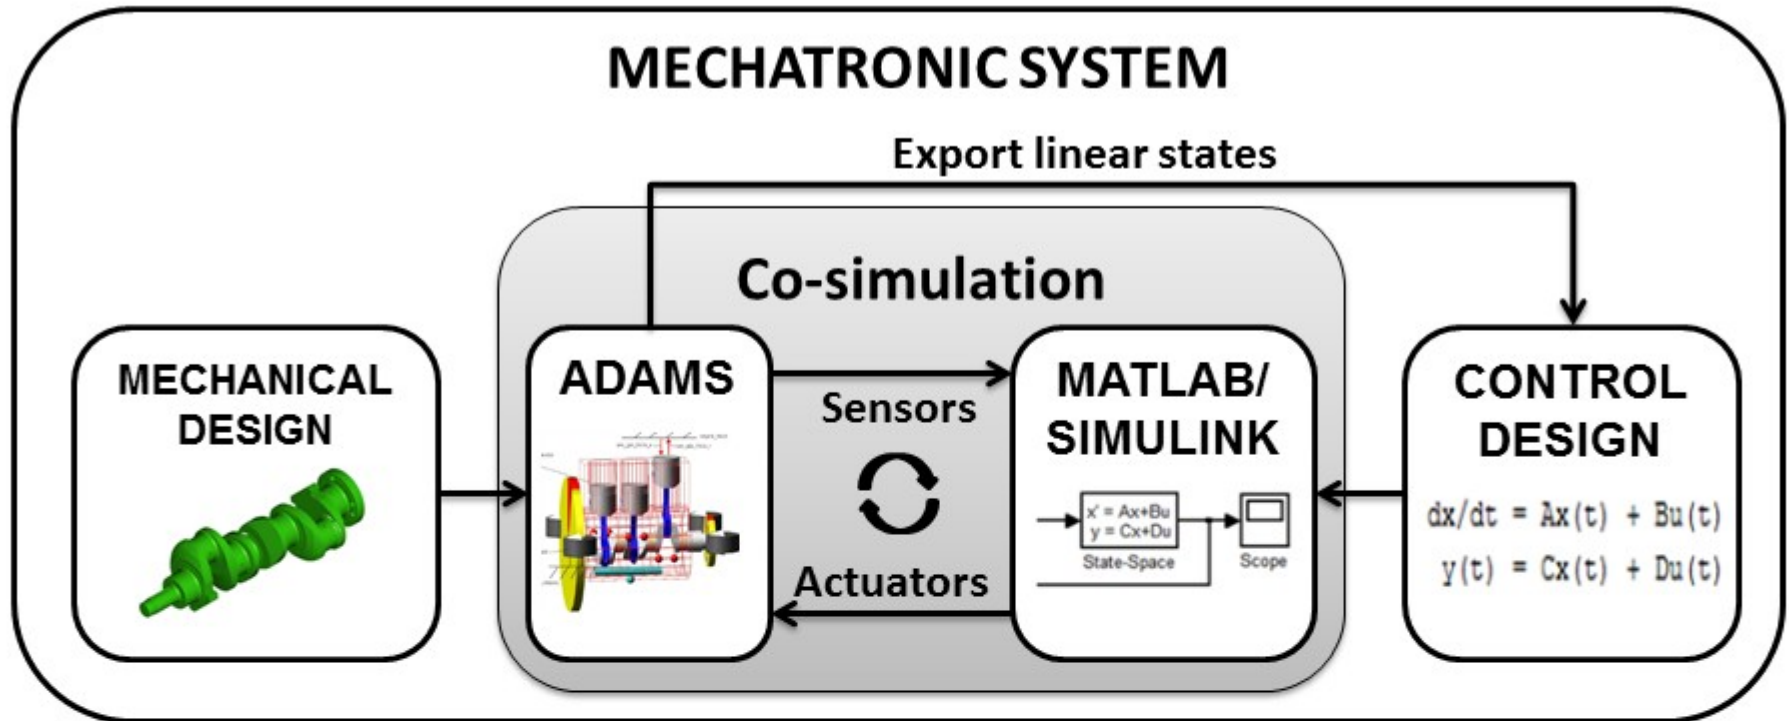 MECHATRONIC SYSTEM
Export linear states
Co-simulation
MECHANICAL
DESIGN
ADAMS
Sensors
Actuators
MATLAB/
SIMULINK
x' = Ax+Bu
y = Cx+Du
State-Space
Scope
CONTROL
DESIGN
dx/dt = Ax(t) + Bu(t)
y(t) = Cx(t) + Du(t)